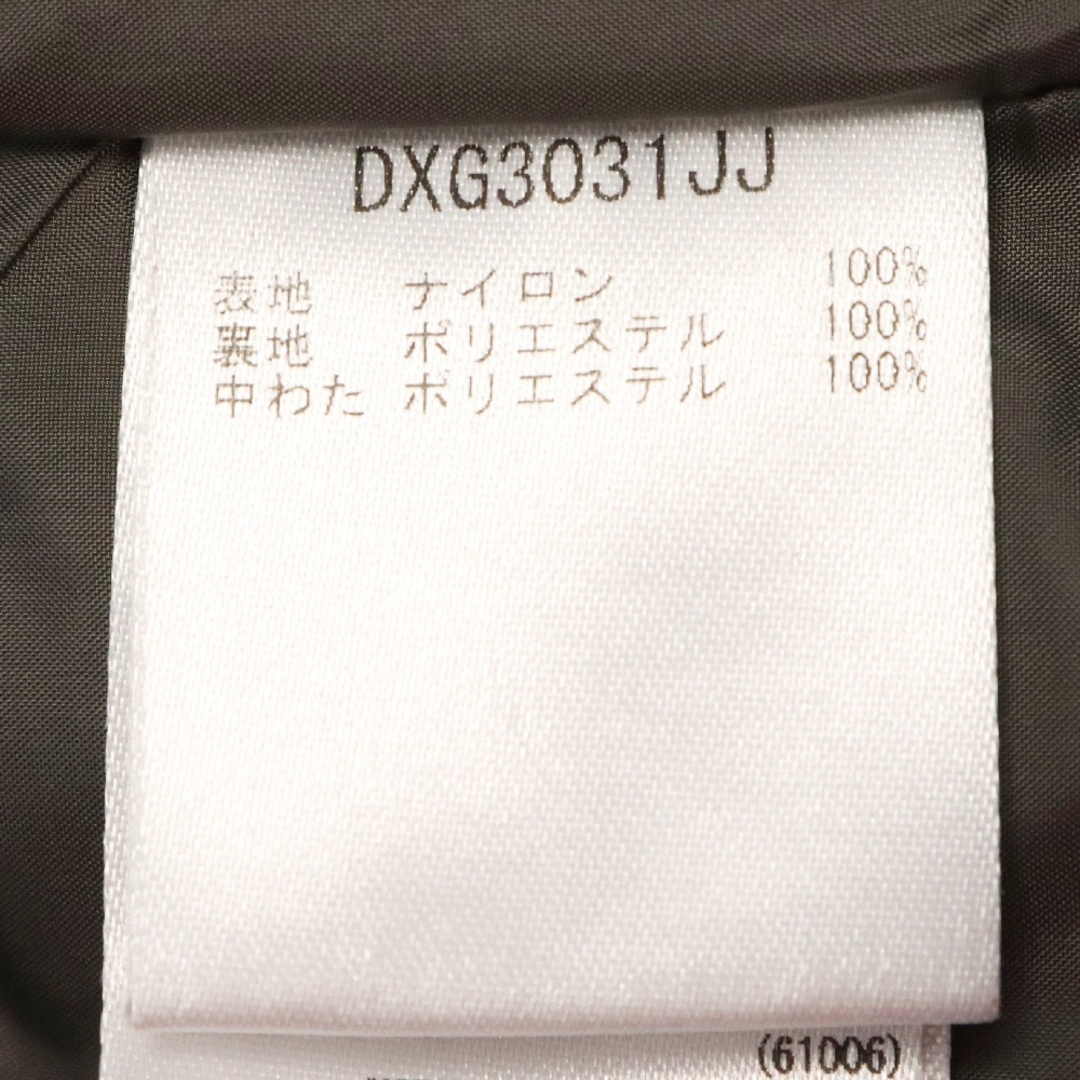 DXG3031JJ
表地 ナイロン 100%
裏地 ポリエステル 100%
中わた ポリエステル 100%
(61006)